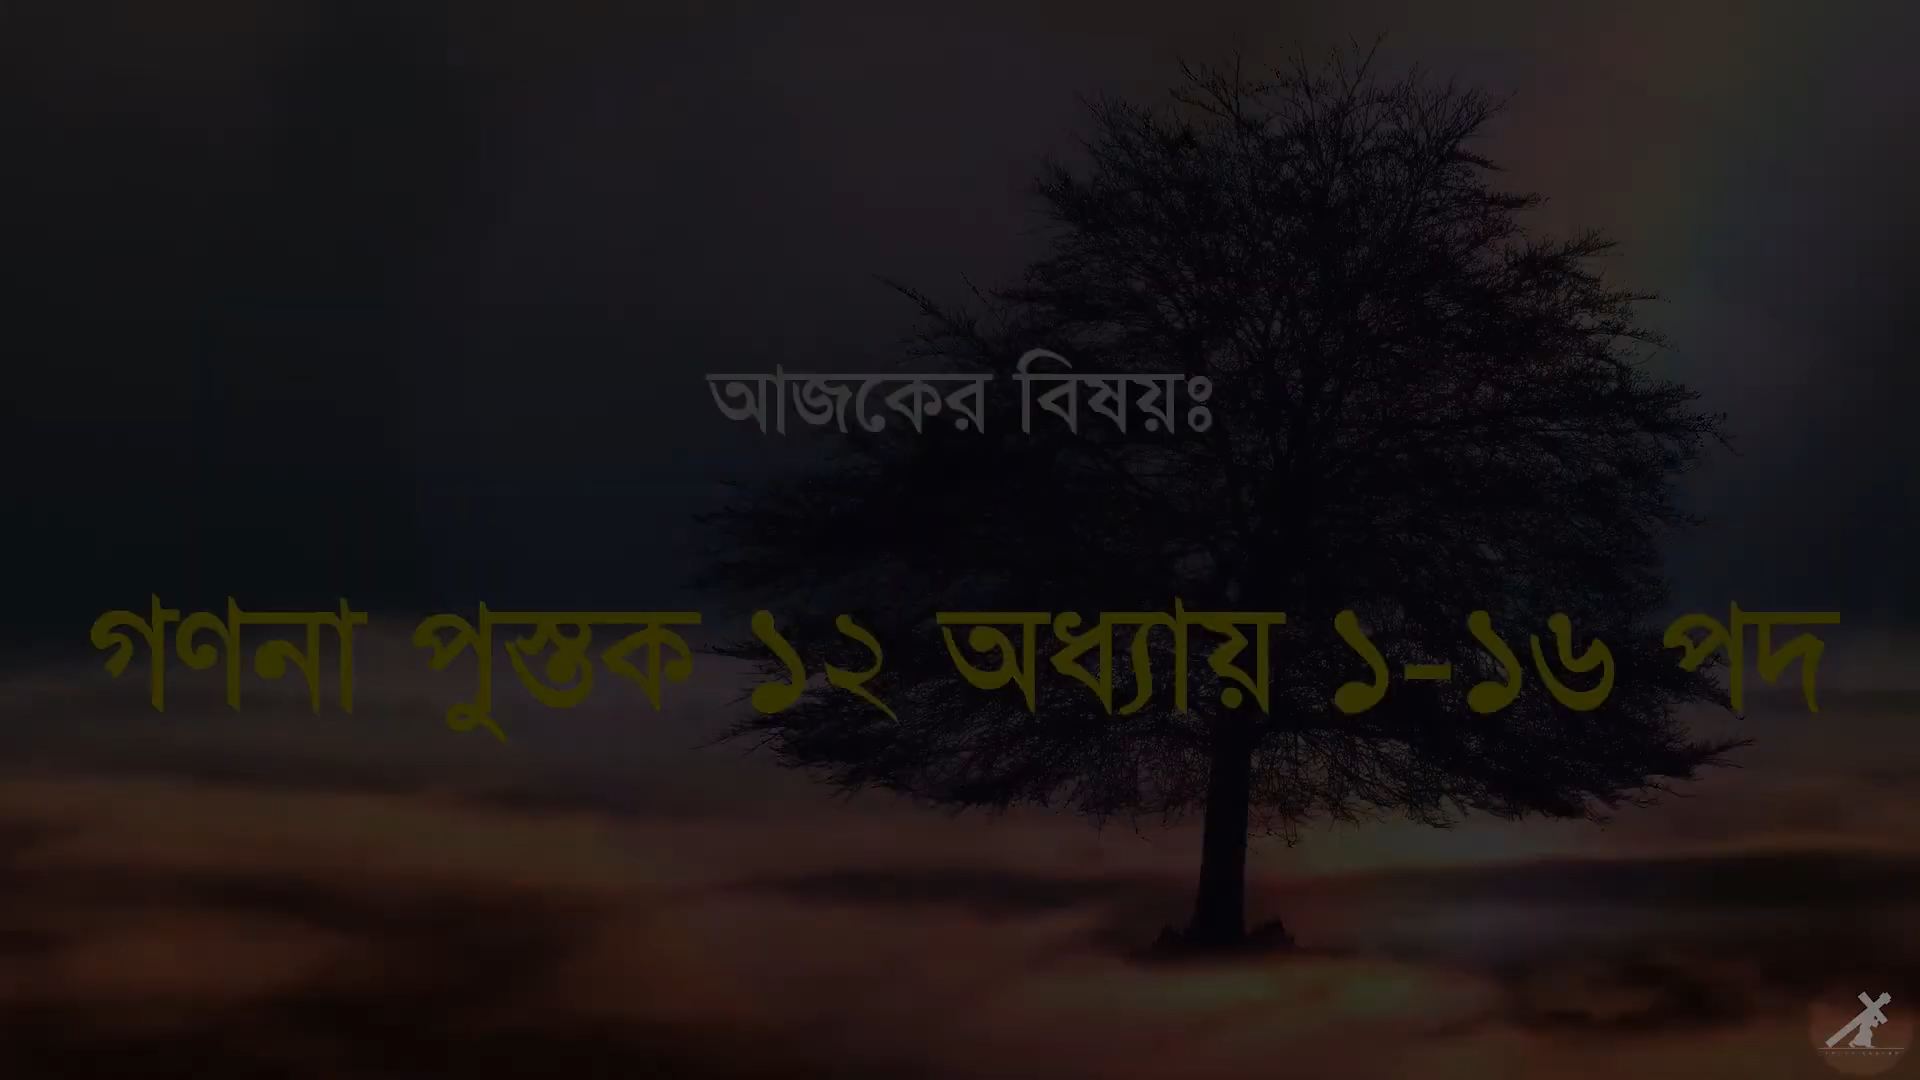 আজকের বিষয়ঃ
গণনা পুস্তক ১২ অধ্যায় ১-১৬ পদ